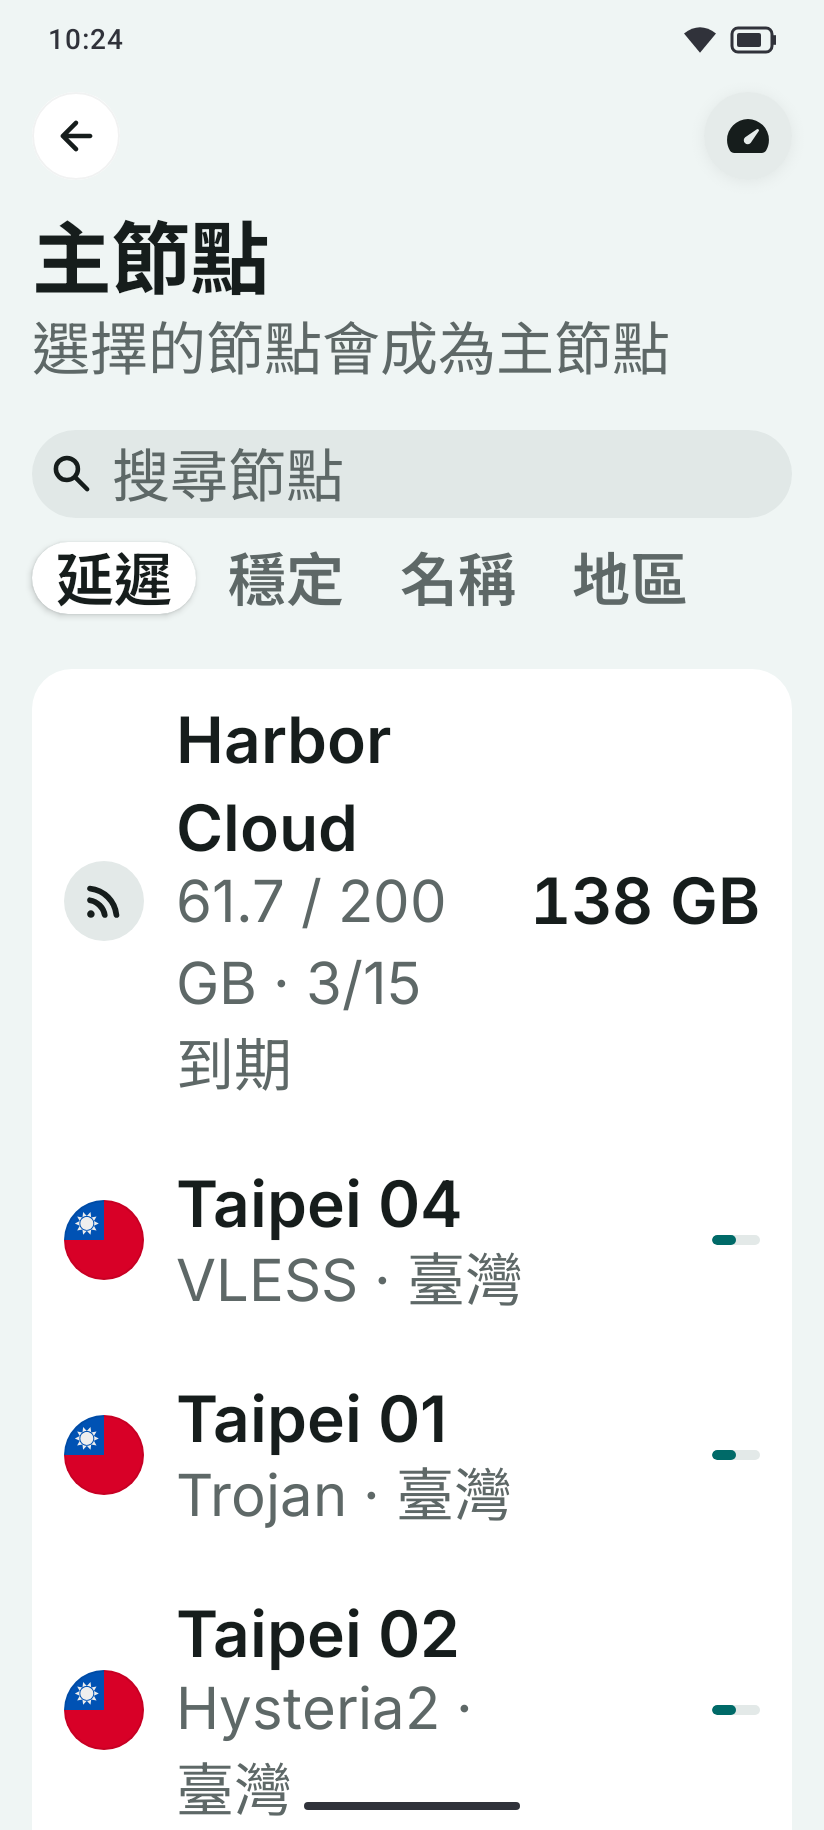 10:24
主節點
選擇的節點會成為主節點
搜尋節點
延遲 穩定 名稱 地區
Harbor
Cloud
61.7 / 200
GB · 3/15
到期
138 GB
Taipei 04
VLESS · 臺灣
Taipei 01
Trojan · 臺灣
Taipei 02
Hysteria2 ·
臺灣